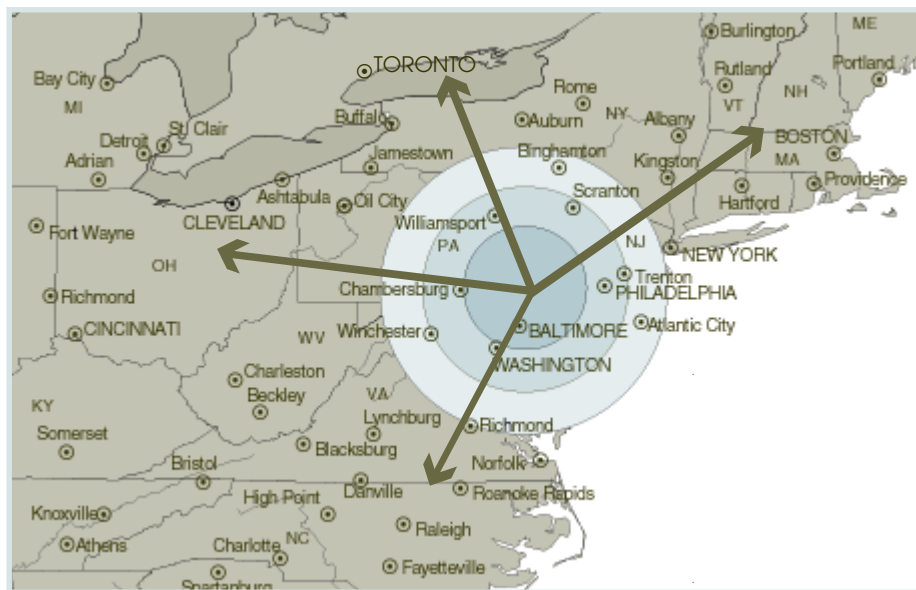 ME
Burlington
TORONTO
Portland
Bay City
Rutland
Rome
NH
MI
VT
Buffalo
Auburn
NY
Albany
St. Clair
BOSTON
Detroit
Jamestown
Binghamton
Kingston
MA
Adrian
Providence
Ashtabula
Oil City
Scranton
Hartford
CLEVELAND
Williamsport
Fort Wayne
PA
NJ
NEW YORK
OH
Trenton
Chambersburg
PHILADELPHIA
Richmond
CINCINNATI
WV
Winchester
BALTIMORE
Atlantic City
WASHINGTON
Charleston
Beckley
VA
KY
Lynchburg
Richmond
Somerset
Blacksburg
Bristol
Norfolk
High Point
Danville
Roanoke Rapids
Knoxville
Raleigh
Athens
Charlotte
NC
Fayetteville
Spartanburg